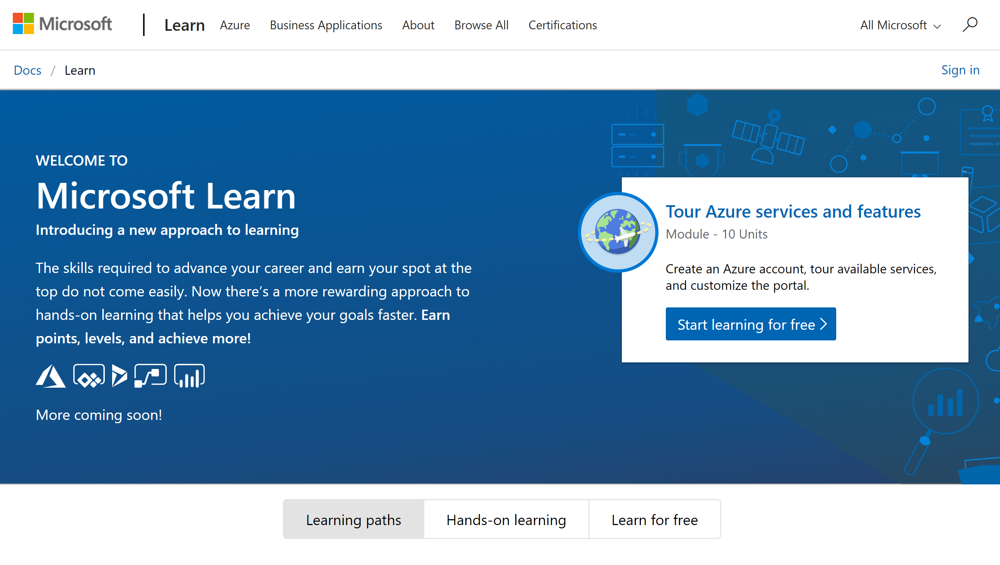 Microsoft Learn Azure Business Applications About Browse All Certifications All Microsoft
Docs / Learn Sign in
WELCOME TO
Microsoft Learn
Introducing a new approach to learning
The skills required to advance your career and earn your spot at the
top do not come easily. Now there’s a more rewarding approach to
hands-on learning that helps you achieve your goals faster. Earn
points, levels, and achieve more!
More coming soon!
Tour Azure services and features
Module - 10 Units
Create an Azure account, tour available services,
and customize the portal.
Start learning for free
Learning paths Hands-on learning Learn for free